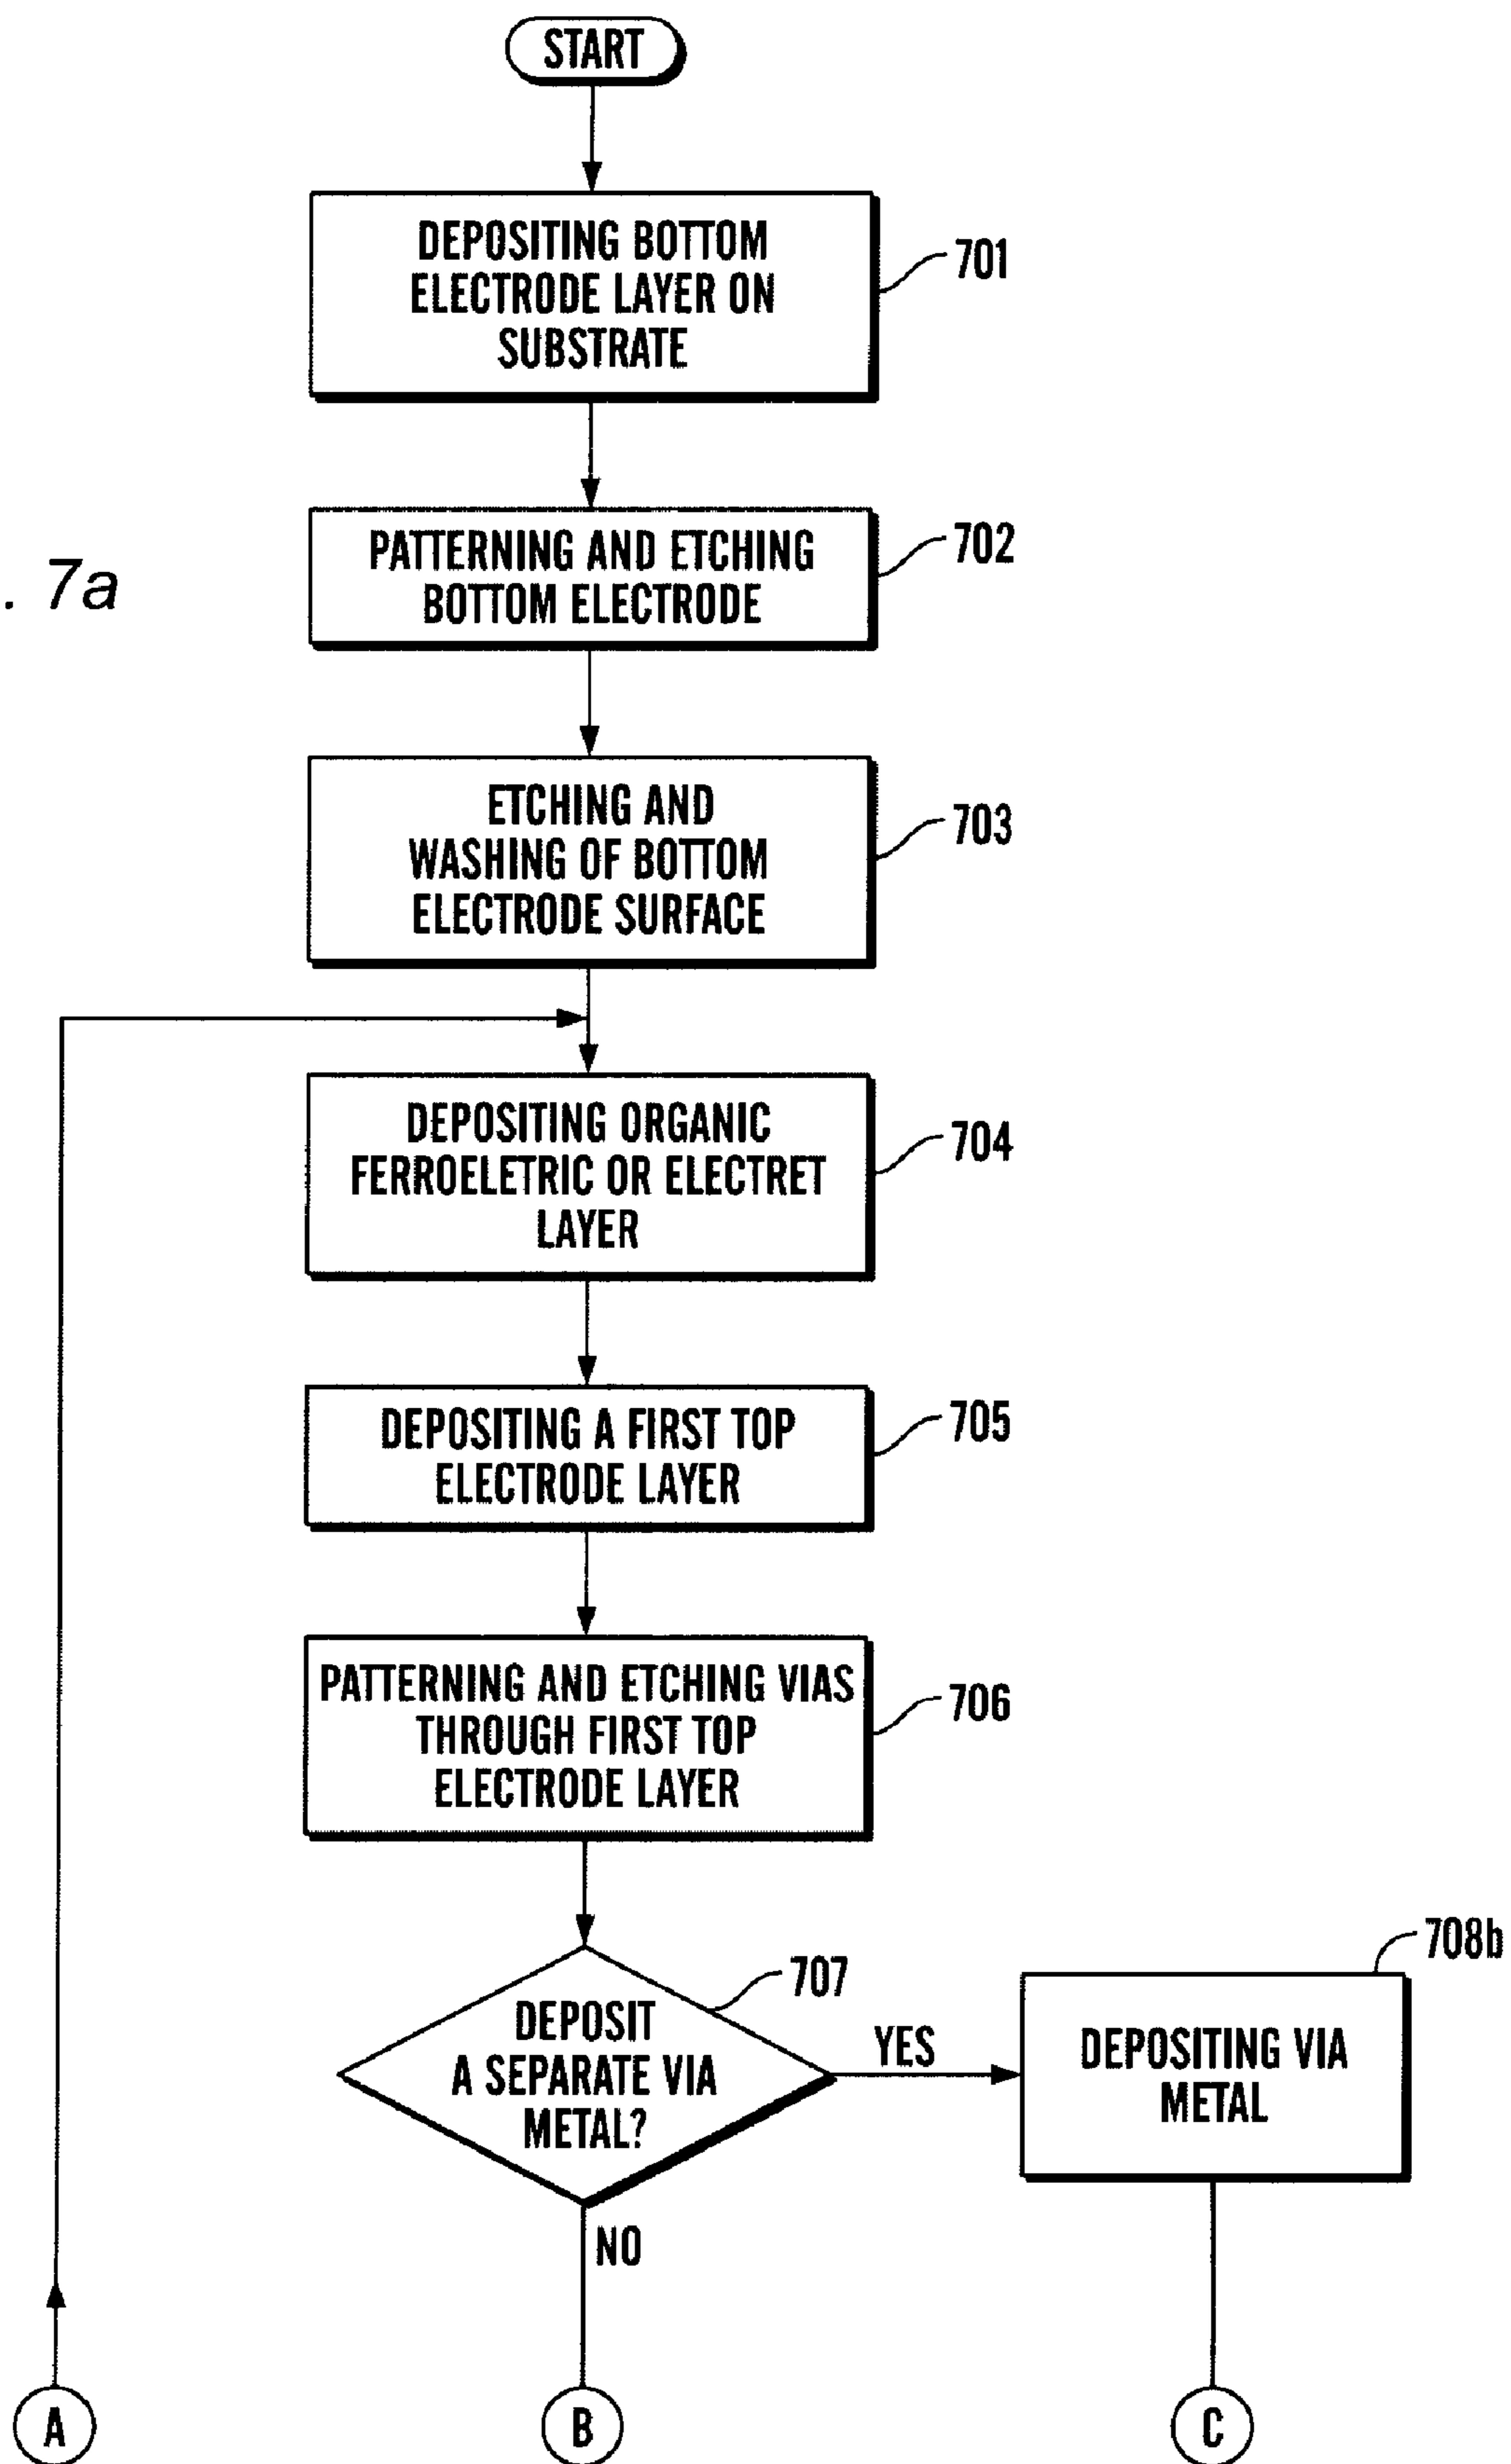 START
DEPOSITING BOTTOM
ELECTRODE LAYER ON
SUBSTRATE
701
. 7a
PATTERNING AND ETCHING
BOTTOM ELECTRODE
702
ETCHING AND
WASHING OF BOTTOM
ELECTRODE SURFACE
703
DEPOSITING ORGANIC
FERROELETRIC OR ELECTRET
LAYER
704
DEPOSITING A FIRST TOP
ELECTRODE LAYER
705
PATTERNING AND ETCHING VIAS
THROUGH FIRST TOP
ELECTRODE LAYER
706
DEPOSIT
A SEPARATE VIA
METAL?
707
YES
708b
DEPOSITING VIA
METAL
NO
A
B
C